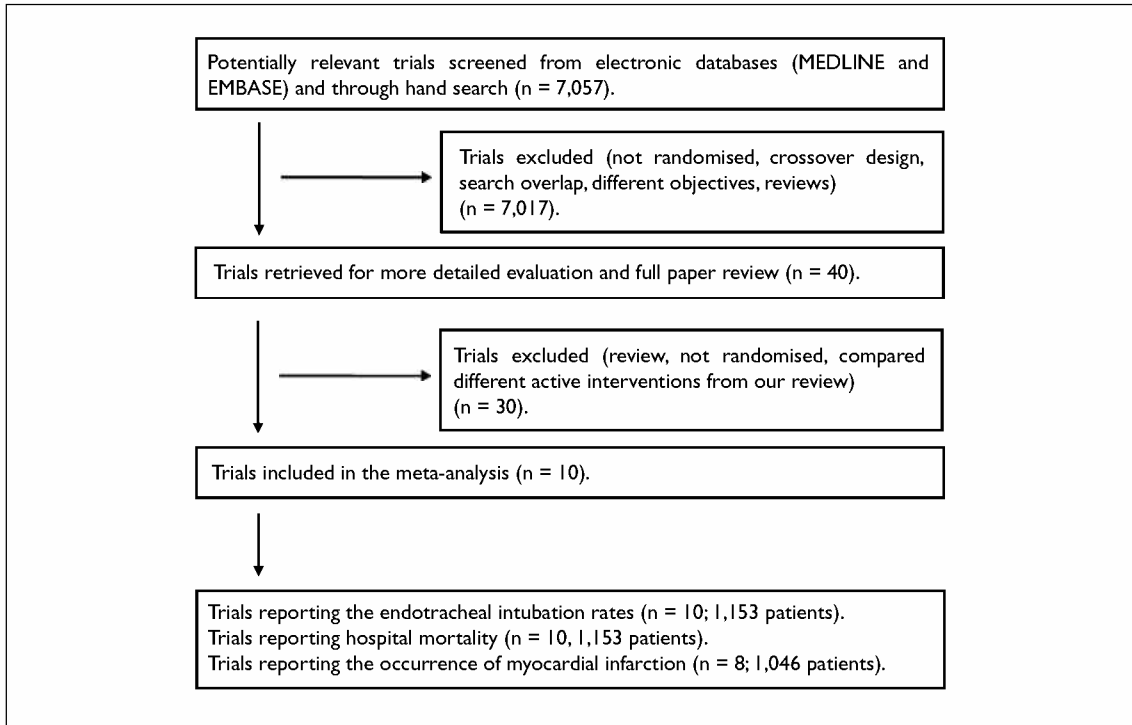 Potentially relevant trials screened from electronic databases (MEDLINE and
EMBASE) and through hand search (n = 7,057).
Trials excluded (not randomised, crossover design,
search overlap, different objectives, reviews)
(n = 7,017).
Trials retrieved for more detailed evaluation and full paper review (n = 40).
Trials excluded (review, not randomised, compared
different active interventions from our review)
(n = 30).
Trials included in the meta-analysis (n = 10).
Trials reporting the endotracheal intubation rates (n = 10; 1,153 patients).
Trials reporting hospital mortality (n = 10, 1,153 patients).
Trials reporting the occurrence of myocardial infarction (n = 8; 1,046 patients).